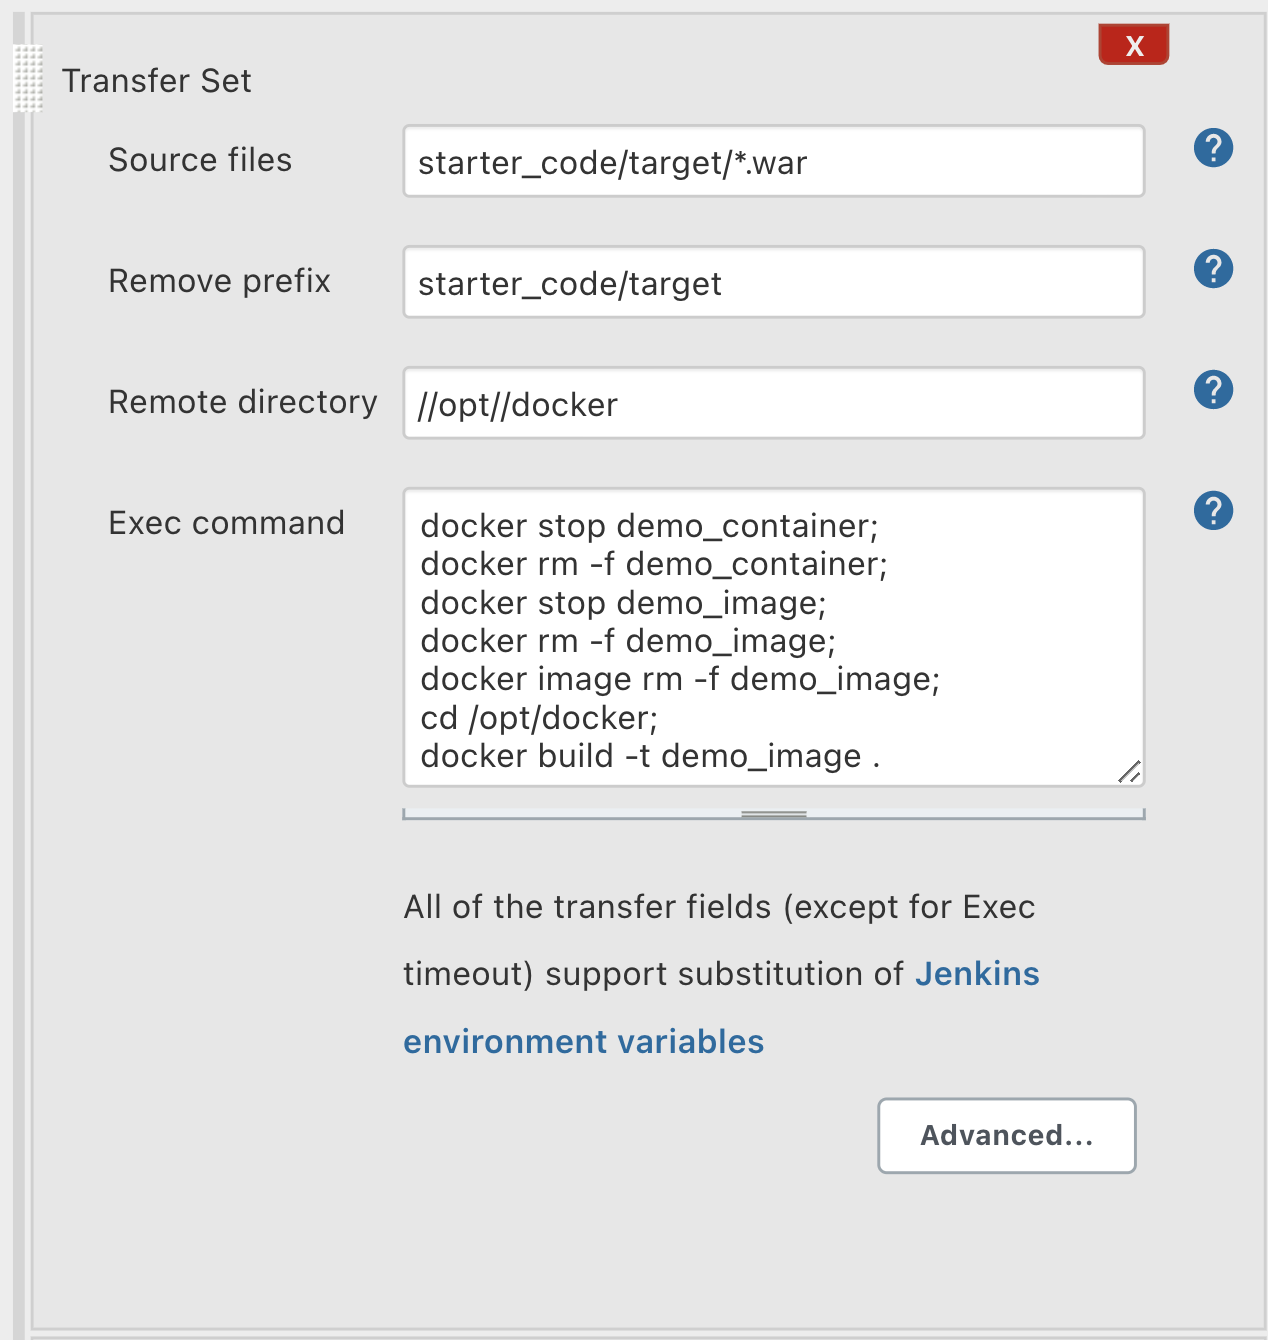 X
Transfer Set
Source files
starter_code/target/*.war
?
Remove prefix
starter_code/target
?
Remote directory
//opt//docker
?
Exec command
docker stop demo_container;
docker rm -f demo_container;
docker stop demo_image;
docker rm -f demo_image;
docker image rm -f demo_image;
cd /opt/docker;
docker build -t demo_image .
?
All of the transfer fields (except for Exec
timeout) support substitution of Jenkins
environment variables
Advanced...